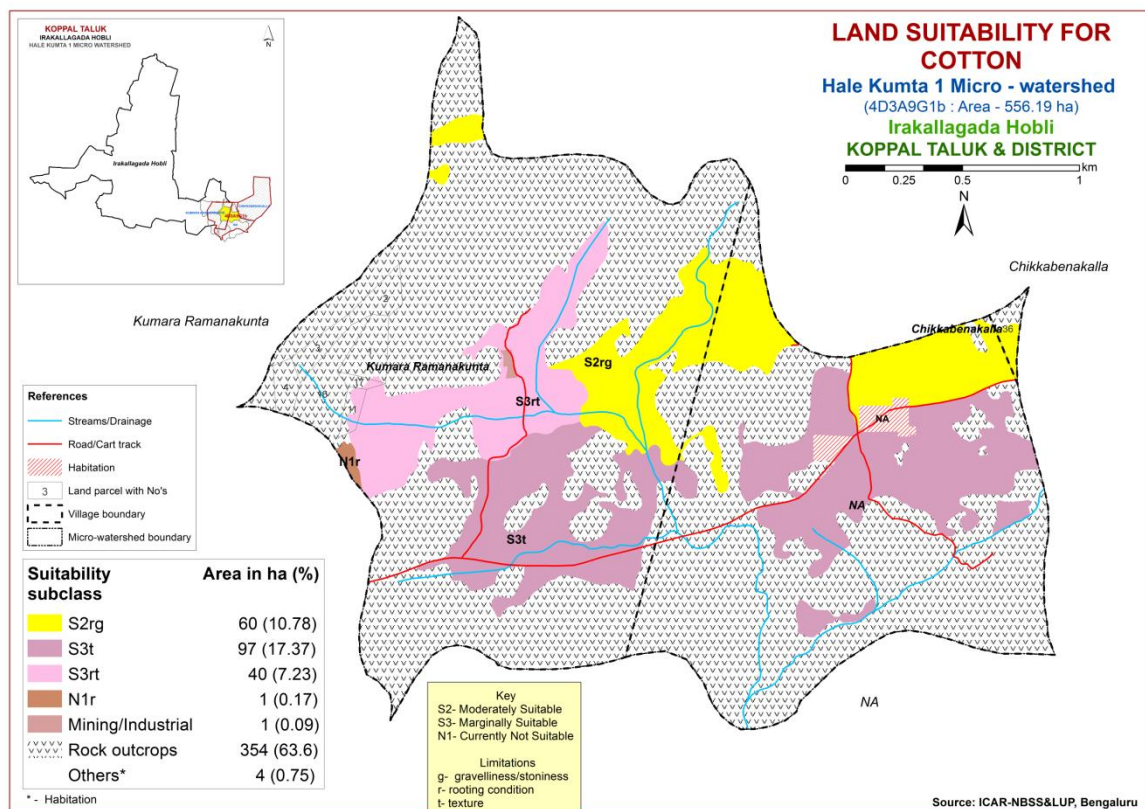 KOPPAL TALUK
IRAKALLAGADA HOBLI
HALE KUMTA 1 MICRO WATERSHED
N
Irakallagada Hobli
LAND SUITABILITY FOR
COTTON
Hale Kumta 1 Micro - watershed
(4D3A9G1b : Area - 556.19 ha)
Irakallagada Hobli
KOPPAL TALUK & DISTRICT
km
0 0.25 0.5 1
N
Chikkabenakalla
Kumara Ramanakunta
2
3
4
Chikkabenakalla
36
Kumara Ramanakunta
S2rg
17
S3rt
11
NA
N1r
NA
S3t
NA
References
Streams/Drainage
Road/Cart track
Habitation
3 Land parcel with No's
Village boundary
Micro-watershed boundary
Suitability Area in ha (%)
subclass
S2rg 60 (10.78)
S3t 97 (17.37)
S3rt 40 (7.23)
N1r 1 (0.17)
Mining/Industrial 1 (0.09)
Rock outcrops 354 (63.6)
Others* 4 (0.75)
* - Habitation
Key
S2- Moderately Suitable
S3- Marginally Suitable
N1- Currently Not Suitable
Limitations
g- gravelliness/stoniness
r- rooting condition
t- texture
Source: ICAR-NBSS&LUP, Bengaluru